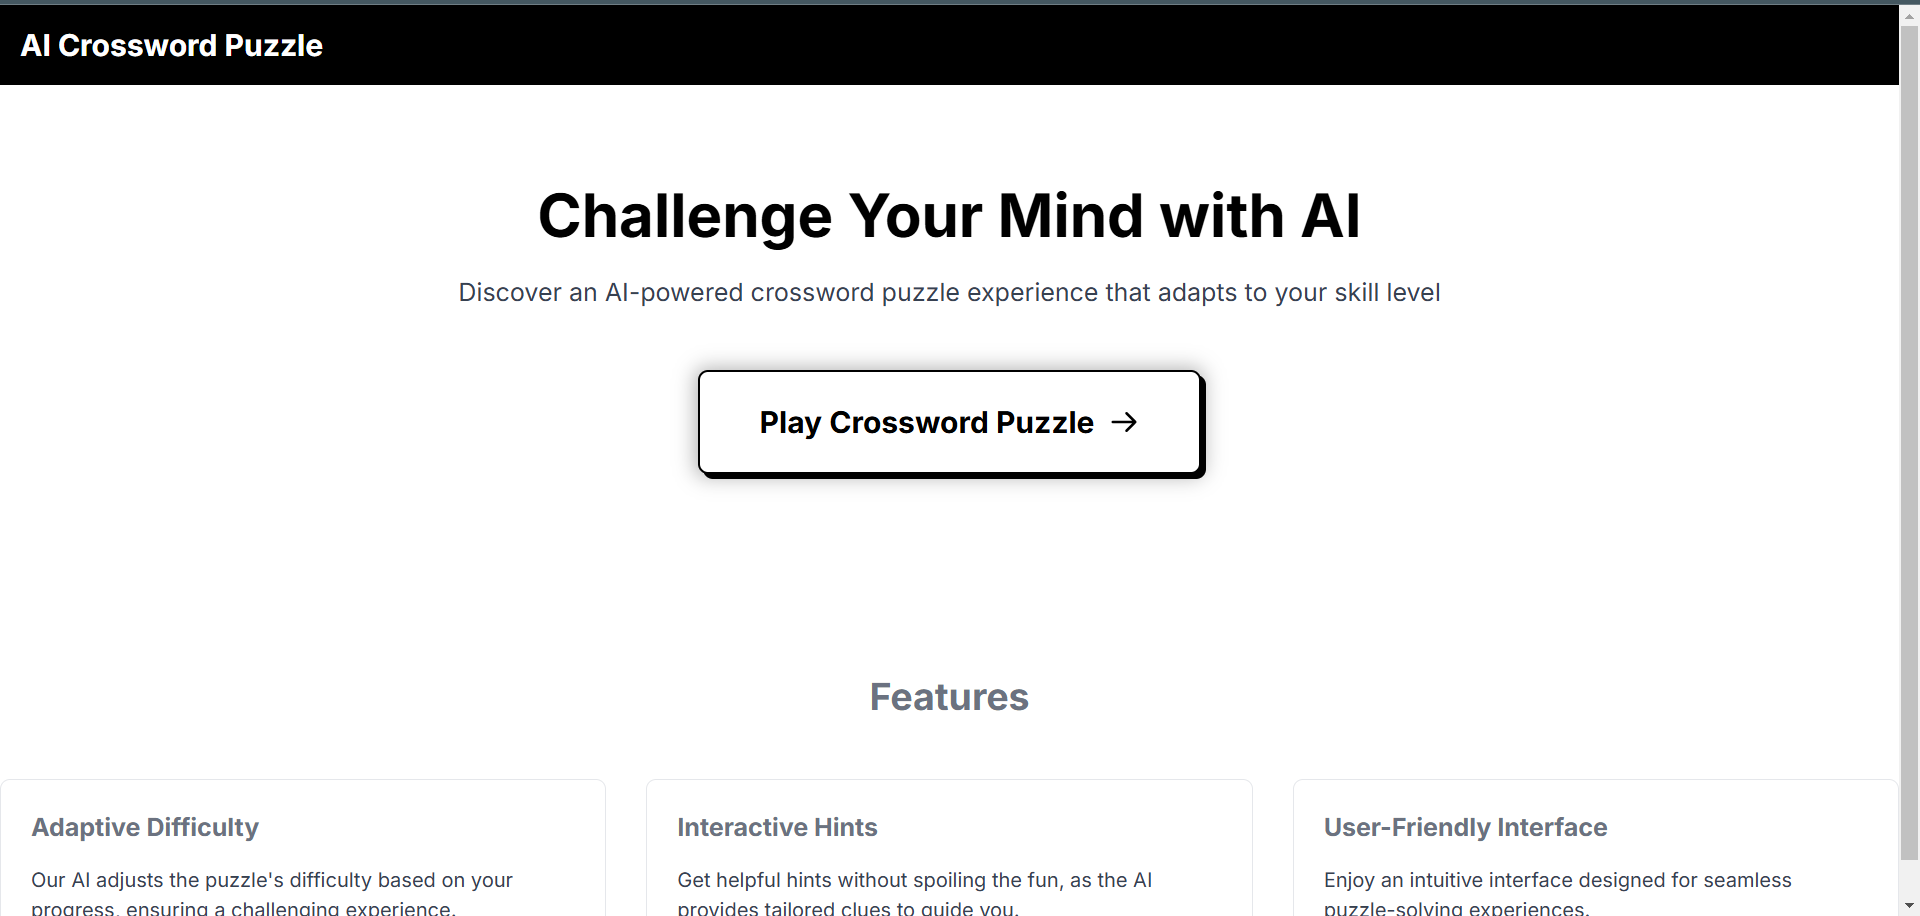 AI Crossword Puzzle
Challenge Your Mind with AI
Discover an AI-powered crossword puzzle experience that adapts to your skill level
Play Crossword Puzzle →
Features
Adaptive Difficulty
Our AI adjusts the puzzle's difficulty based on your
progress, ensuring a challenging experience.
Interactive Hints
Get helpful hints without spoiling the fun, as the AI
provides tailored clues to guide you.
User-Friendly Interface
Enjoy an intuitive interface designed for seamless
puzzle-solving experiences.